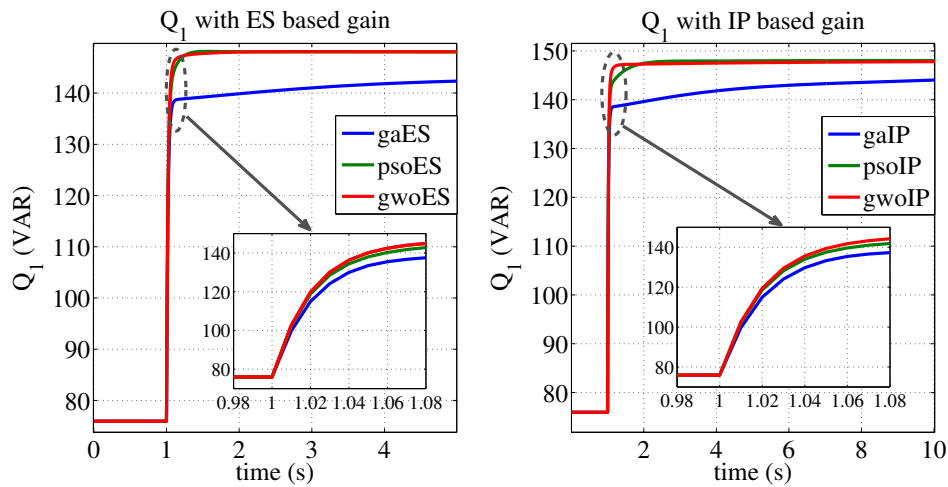 Q1 with ES based gain
Q1 (VAR)
140
130
120
110
100
90
80
0 1 2 3 4
time (s)
gaES
psoES
gwoES
140
120
100
80
0.98 1 1.02 1.04 1.06 1.08
Q1 with IP based gain
Q1 (VAR)
150
140
130
120
110
100
90
80
2 4 6 8 10
time (s)
gaIP
psoIP
gwoIP
140
120
100
80
0.98 1 1.02 1.04 1.06 1.08